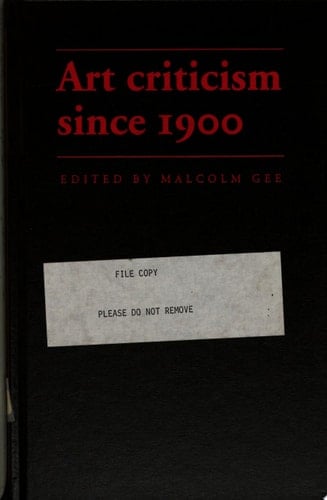 Art criticism
since 1900
EDITED BY MALCOLM GEE
FILE COPY
PLEASE DO NOT REMOVE